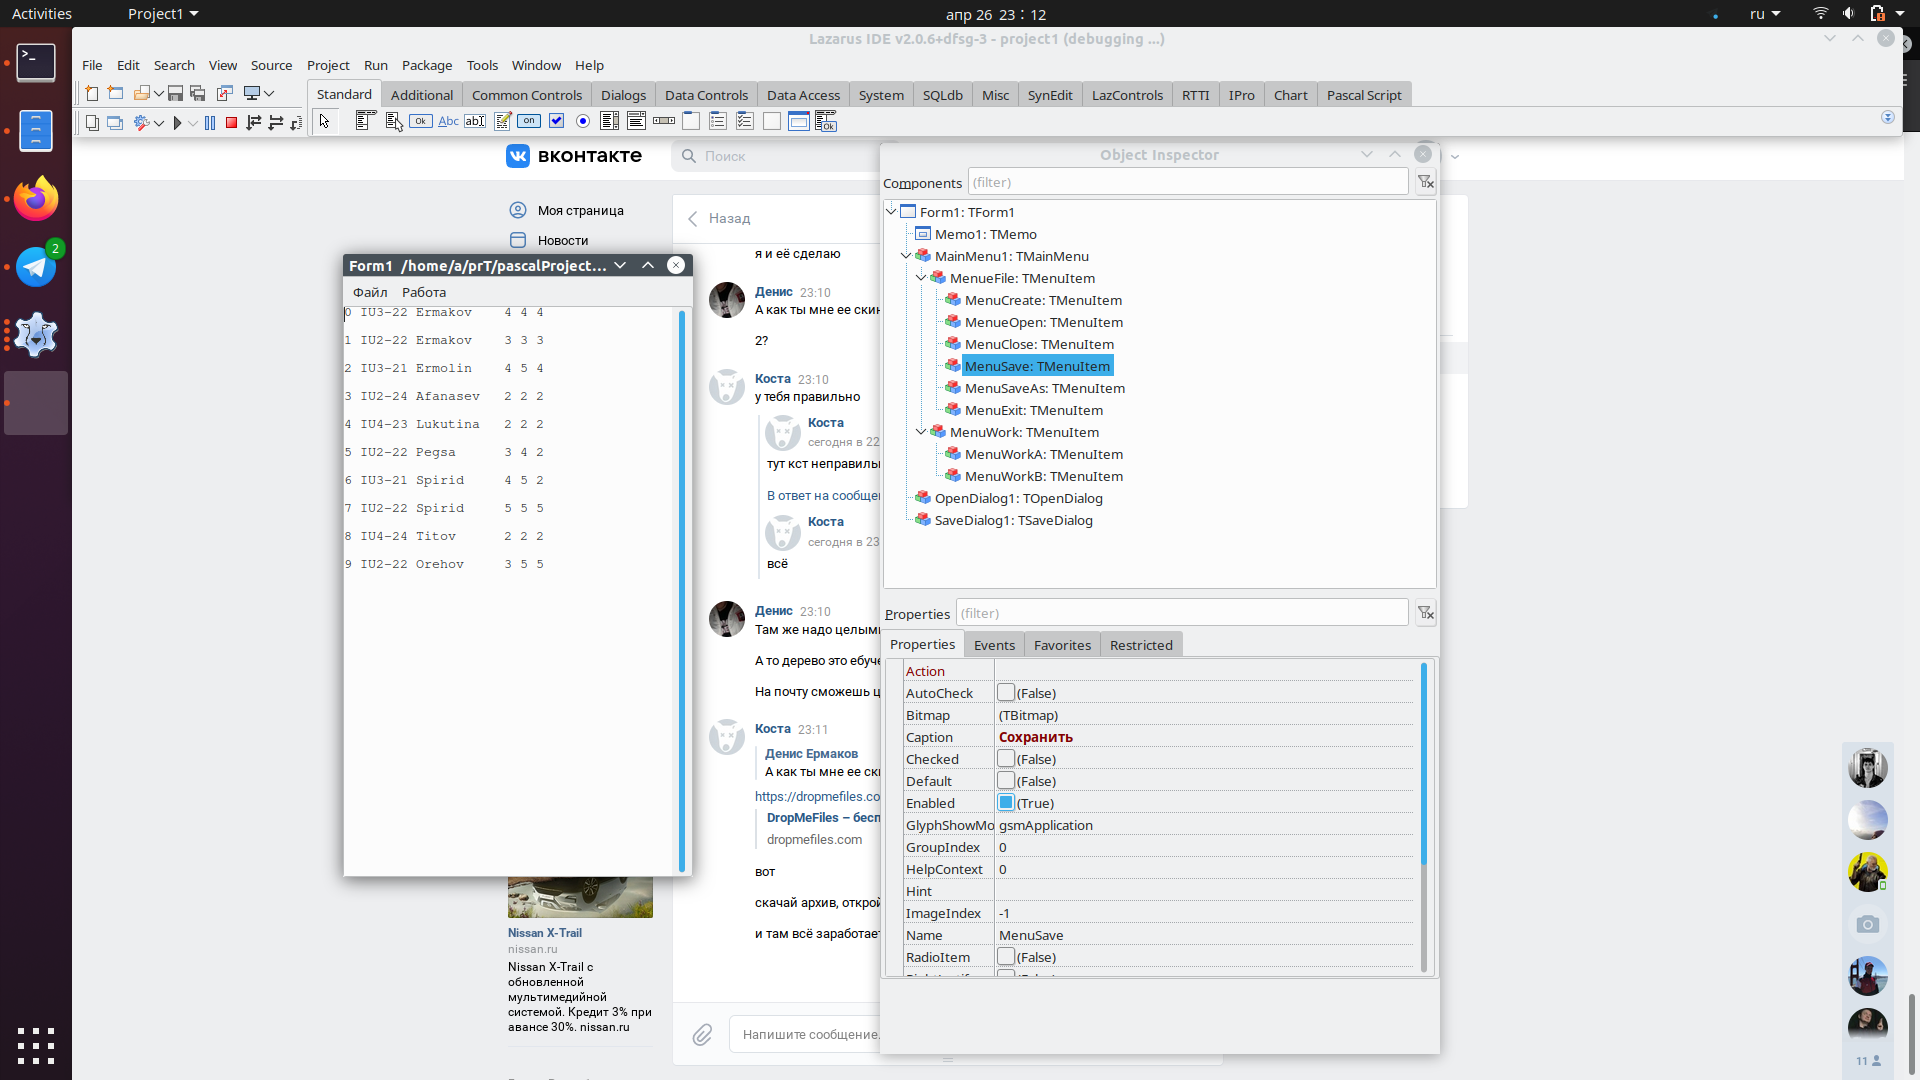 Activities
Project1
апр 26 23:12
ru
Lazarus IDE v2.0.6+dfsg-3 - project1 (debugging ...)
File Edit Search View Source Project Run Package Tools Window Help
Standard Additional Common Controls Dialogs Data Controls Data Access System SQLdb Misc SynEdit LazControls RTTI IPro Chart Pascal Script
Ok Abc abI on Ok
вконтакте
Поиск
Моя страница
Новости
2
Form1 /home/a/prT/pascalProject...
Файл Работа
0 IU3-22 Ermakov 4 4 4
1 IU2-22 Ermakov 3 3 3
2 IU3-21 Ermolin 4 5 4
3 IU2-24 Afanasev 2 2 2
4 IU4-23 Lukutina 2 2 2
5 IU2-22 Pegsa 3 4 2
6 IU3-21 Spirid 4 5 2
7 IU2-22 Spirid 5 5 5
8 IU4-24 Titov 2 2 2
9 IU2-22 Orehov 3 5 5
Nissan X-Trail
nissan.ru
Nissan X-Trail с
обновленной
мультимедийной
системой. Кредит 3% при
авансе 30%. nissan.ru
Назад
я и её сделаю
Денис 23:10
А как ты мне ее скин
2?
Коста 23:10
у тебя правильно
Коста
сегодня в 22
тут кст неправиль
В ответ на сообще
Коста
сегодня в 23
всё
Денис 23:10
Там же надо целым
А то дерево это ебуче
На почту сможешь ц
Коста 23:11
Денис Ермаков
А как ты мне ее ски
https://dropmefiles.co
DropMeFiles – бесп
dropmefiles.com
вот
скачай архив, открой
и там всё заработает
Напишите сообщение.
Object Inspector
Components (filter)
Form1: TForm1
Memo1: TMemo
MainMenu1: TMainMenu
MenueFile: TMenuItem
MenuCreate: TMenuItem
MenueOpen: TMenuItem
MenuClose: TMenuItem
MenuSave: TMenuItem
MenuSaveAs: TMenuItem
MenuExit: TMenuItem
MenuWork: TMenuItem
MenuWorkA: TMenuItem
MenuWorkB: TMenuItem
OpenDialog1: TOpenDialog
SaveDialog1: TSaveDialog
Properties (filter)
Properties Events Favorites Restricted
Action
AutoCheck (False)
Bitmap (TBitmap)
Caption Сохранить
Checked (False)
Default (False)
Enabled (True)
GlyphShowMo gsmApplication
GroupIndex 0
HelpContext 0
Hint
ImageIndex -1
Name MenuSave
RadioItem (False)
11